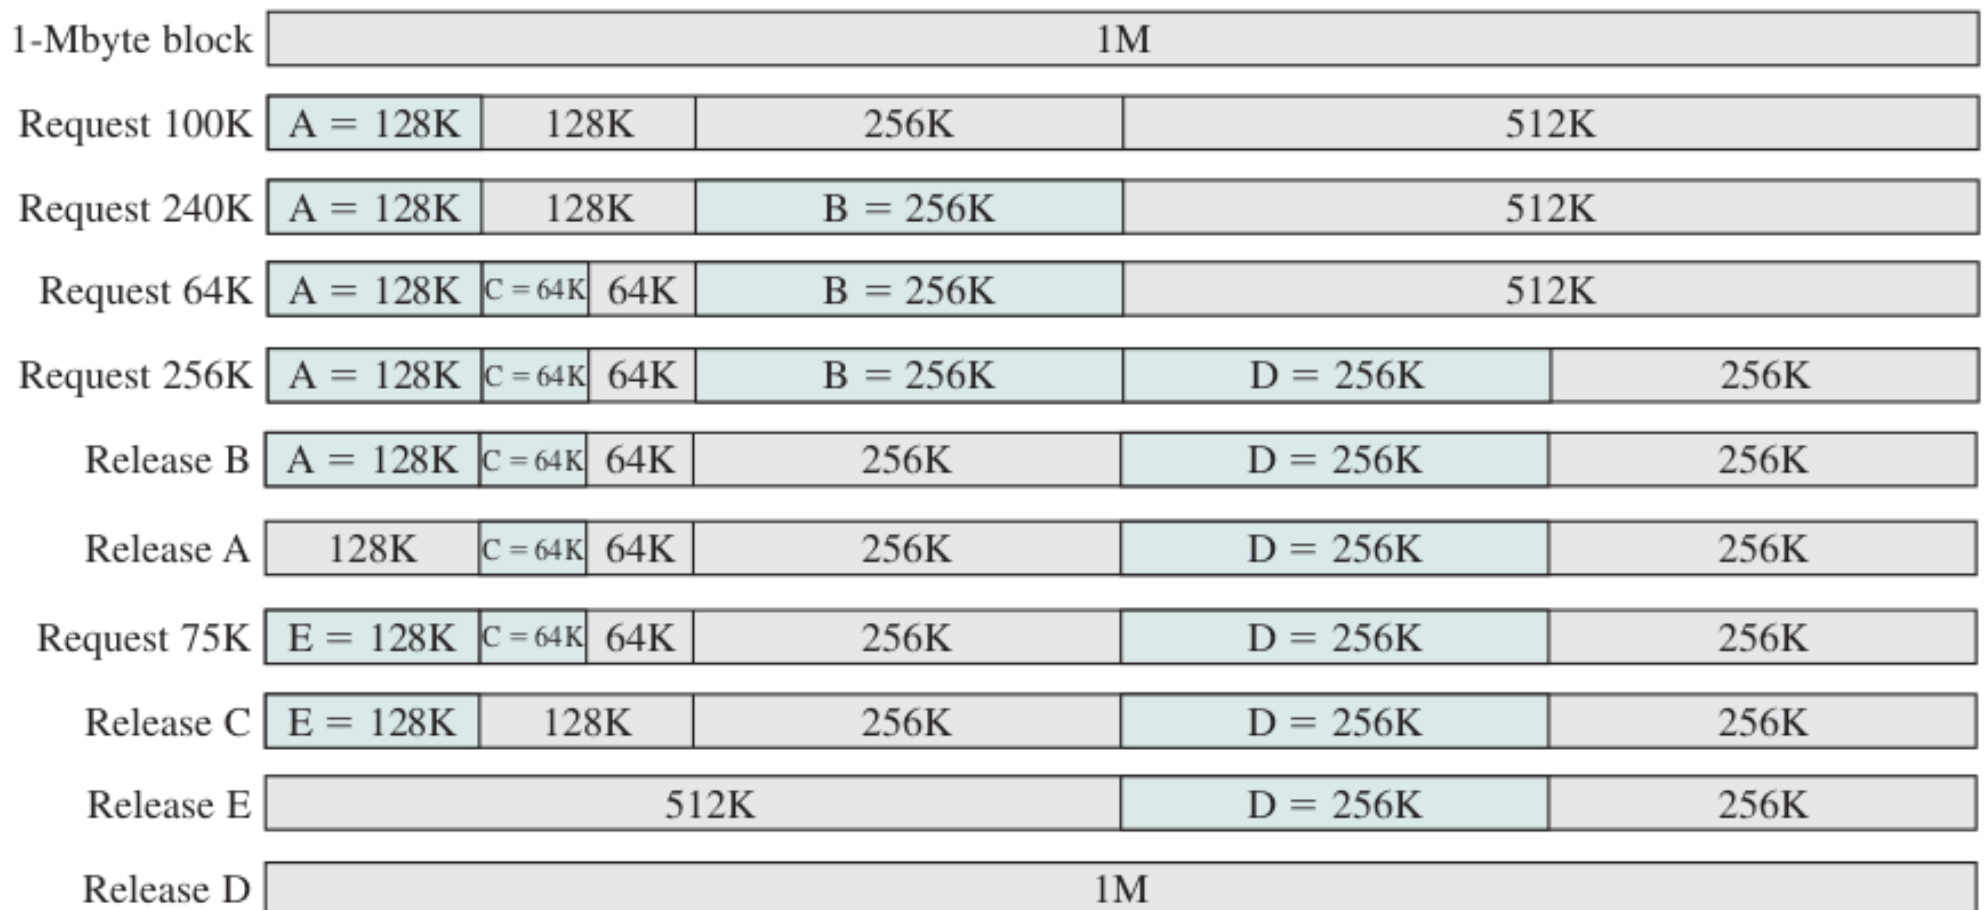 1-Mbyte block 1M
Request 100K A = 128K 128K 256K 512K
Request 240K A = 128K 128K B = 256K 512K
Request 64K A = 128K C = 64K 64K B = 256K 512K
Request 256K A = 128K C = 64K 64K B = 256K D = 256K 256K
Release B A = 128K C = 64K 64K 256K D = 256K 256K
Release A 128K C = 64K 64K 256K D = 256K 256K
Request 75K E = 128K C = 64K 64K 256K D = 256K 256K
Release C E = 128K 128K 256K D = 256K 256K
Release E 512K D = 256K 256K
Release D 1M